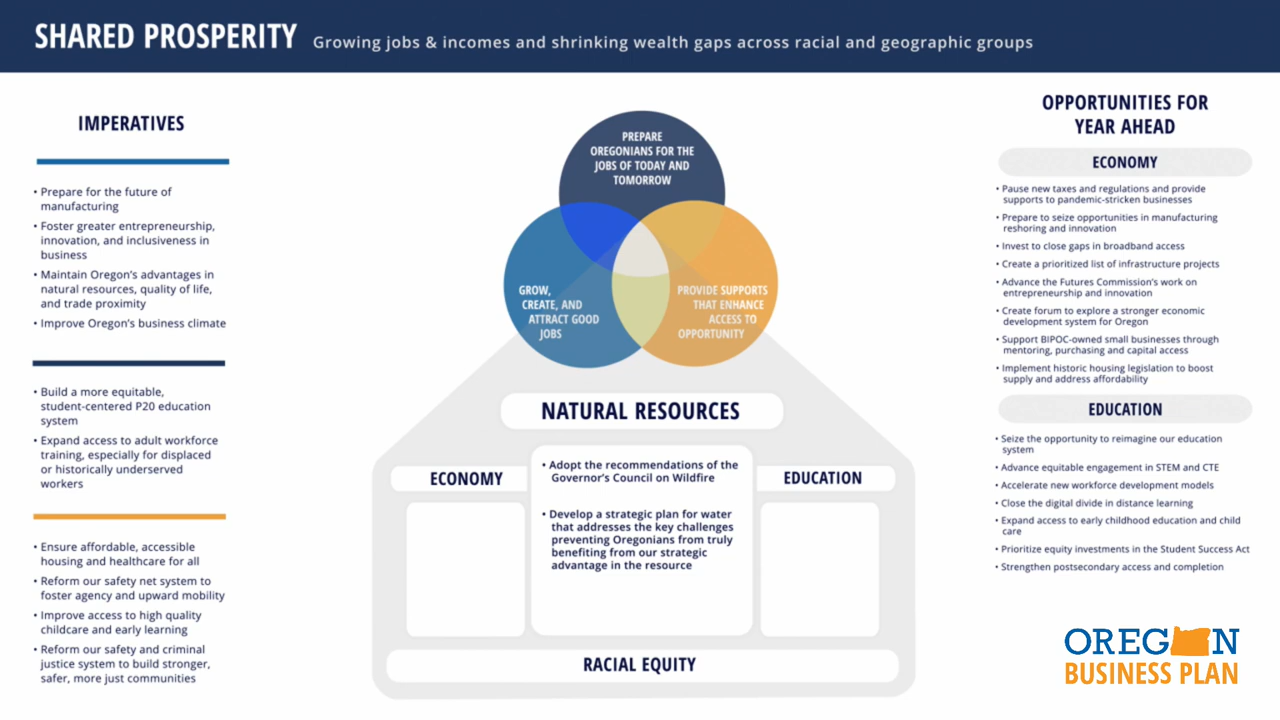 SHARED PROSPERITY Growing jobs & incomes and shrinking wealth gaps across racial and geographic groups
IMPERATIVES
• Prepare for the future of
manufacturing
• Foster greater entrepreneurship,
innovation, and inclusiveness in
business
• Maintain Oregon's advantages in
natural resources, quality of life,
and trade proximity
• Improve Oregon's business climate
• Build a more equitable,
student-centered P20 education
system
• Expand access to adult workforce
training, especially for displaced
or historically underserved
workers
• Ensure affordable, accessible
housing and healthcare for all
• Reform our safety net system to
foster agency and upward mobility
• Improve access to high quality
childcare and early learning
• Reform our safety and criminal
justice system to build stronger,
safer, more just communities
PREPARE
OREGONIANS FOR THE
JOBS OF TODAY AND
TOMORROW
GROW,
CREATE, AND
ATTRACT GOOD
JOBS
PROVIDE SUPPORTS
THAT ENHANCE
ACCESS TO
OPPORTUNITY
NATURAL RESOURCES
ECONOMY
• Adopt the recommendations of the
Governor's Council on Wildfire
• Develop a strategic plan for water
that addresses the key challenges
preventing Oregonians from truly
benefiting from our strategic
advantage in the resource
EDUCATION
RACIAL EQUITY
OPPORTUNITIES FOR
YEAR AHEAD
ECONOMY
• Pause new taxes and regulations and provide
supports to pandemic-stricken businesses
• Prepare to seize opportunities in manufacturing
reshoring and innovation
• Invest to close gaps in broadband access
• Create a prioritized list of infrastructure projects
• Advance the Futures Commission's work on
entrepreneurship and innovation
• Create forum to explore a stronger economic
development system for Oregon
• Support BIPOC-owned small businesses through
mentoring, purchasing and capital access
• Implement historic housing legislation to boost
supply and address affordability
EDUCATION
• Seize the opportunity to reimagine our education
system
• Advance equitable engagement in STEM and CTE
• Accelerate new workforce development models
• Close the digital divide in distance learning
• Expand access to early childhood education and child
care
• Prioritize equity investments in the Student Success Act
• Strengthen postsecondary access and completion
OREGON
BUSINESS PLAN